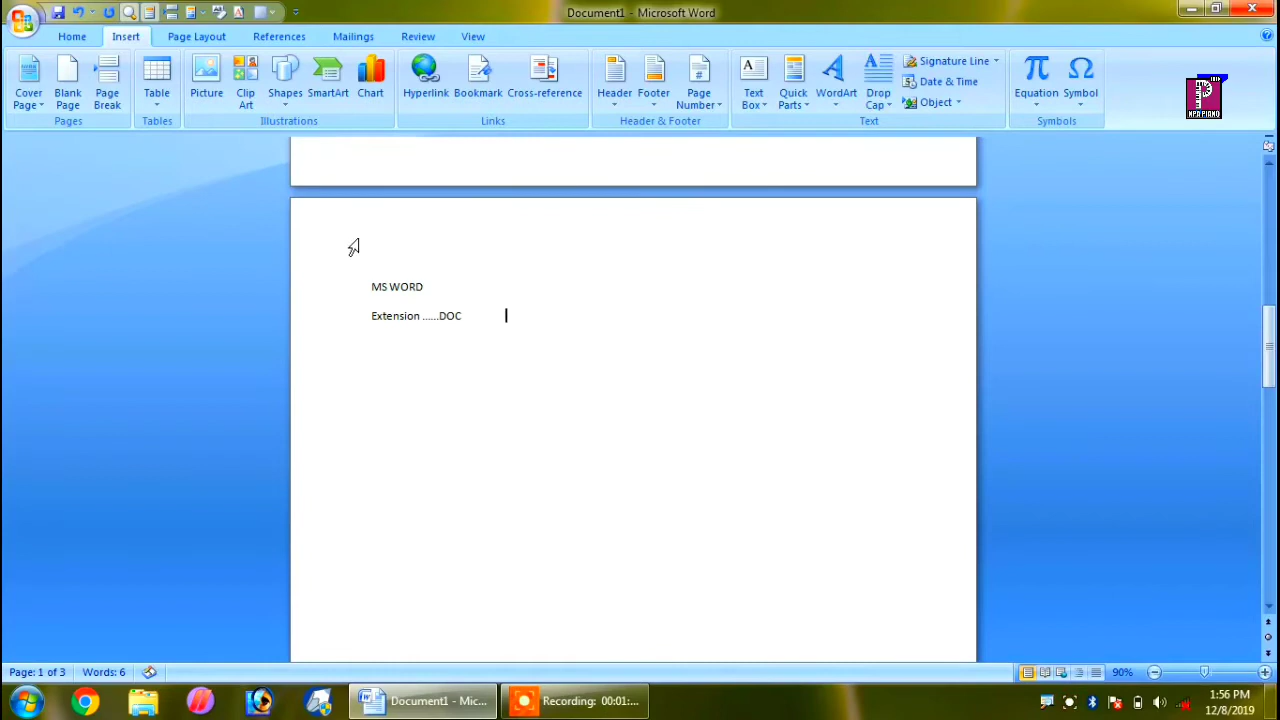 Document1 - Microsoft Word
Home Insert Page Layout References Mailings Review View
Cover Page
Blank Page
Page Break
Pages
Table
Tables
Picture
Clip Art
Shapes
SmartArt
Chart
Illustrations
Hyperlink
Bookmark
Cross-reference
Links
Header
Footer
Page Number
Header & Footer
Text Box
Quick Parts
WordArt
Drop Cap
Signature Line
Date & Time
Object
Text
Equation
Symbol
Symbols
MPA PIANO
MS WORD
Extension ......DOC
Page: 1 of 3 Words: 6 90%
Document1 - Mic...
Recording: 00:01:...
1:56 PM
12/8/2019